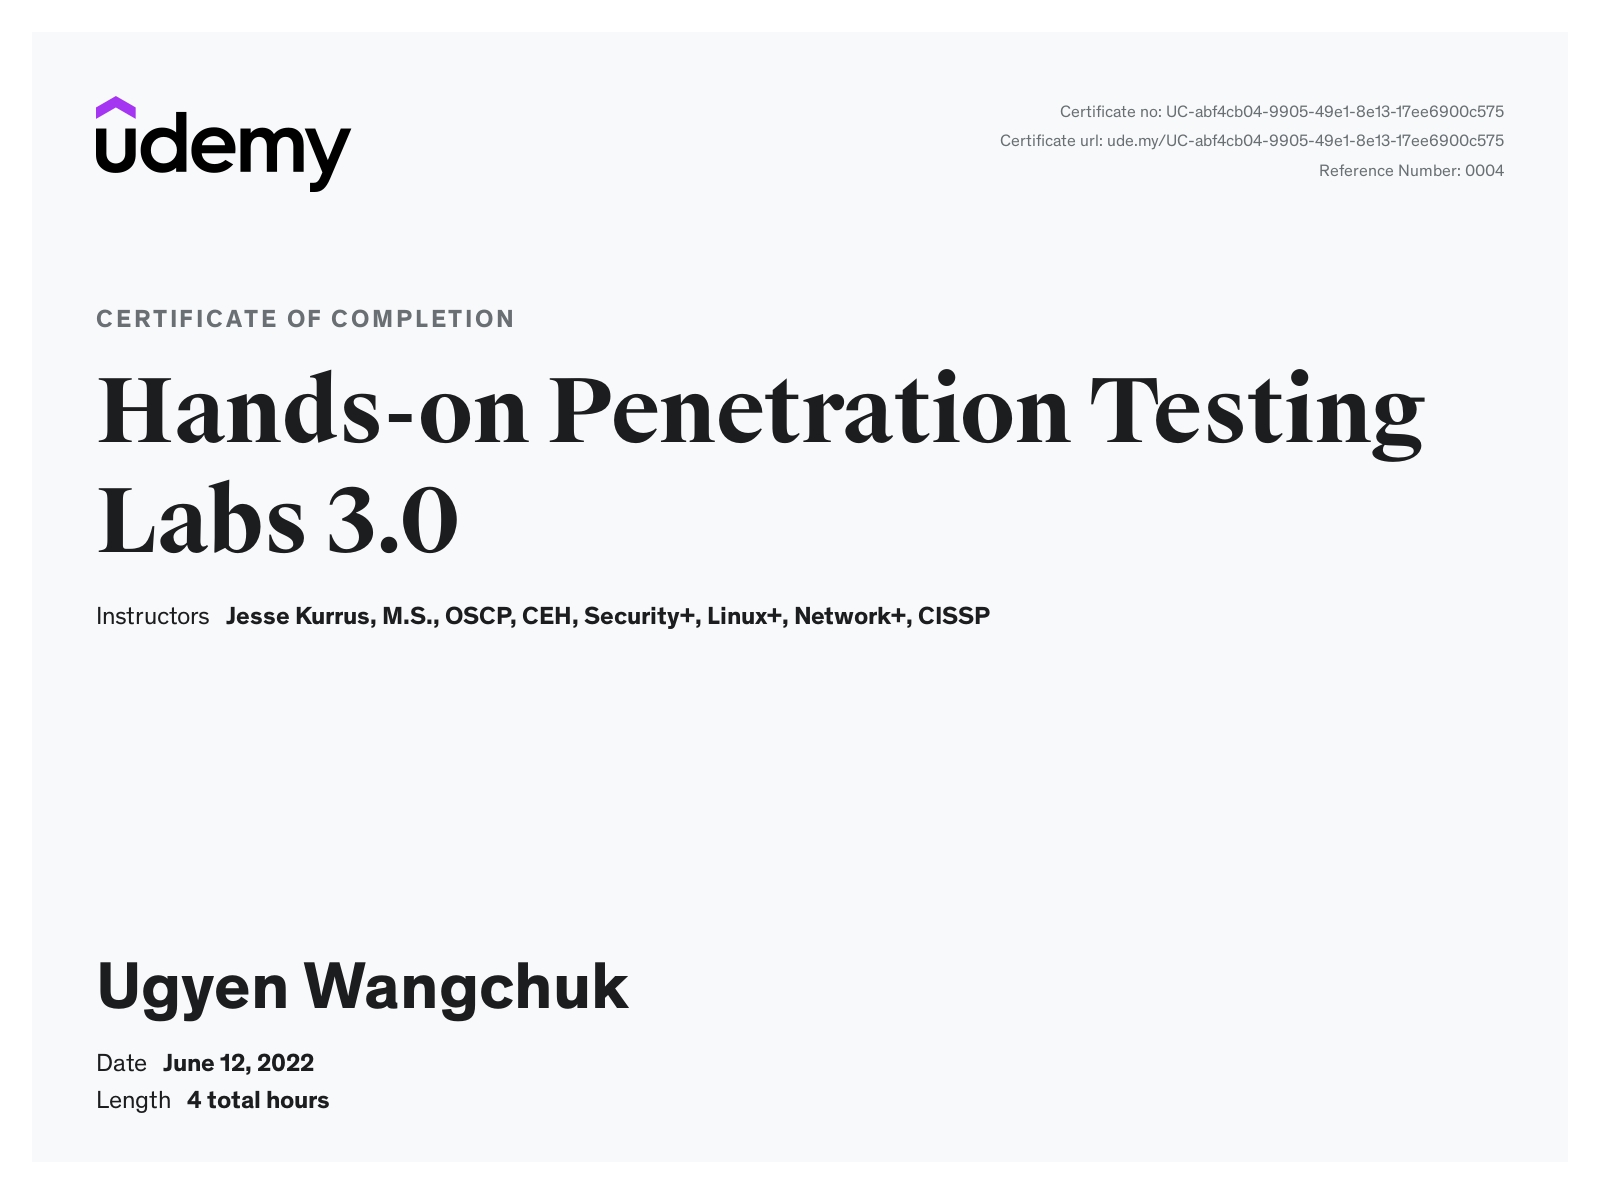 udemy
Certificate no: UC-abf4cb04-9905-49e1-8e13-17ee6900c575
Certificate url: ude.my/UC-abf4cb04-9905-49e1-8e13-17ee6900c575
Reference Number: 0004
CERTIFICATE OF COMPLETION
Hands-on Penetration Testing
Labs 3.0
Instructors Jesse Kurrus, M.S., OSCP, CEH, Security+, Linux+, Network+, CISSP
Ugyen Wangchuk
Date June 12, 2022
Length 4 total hours